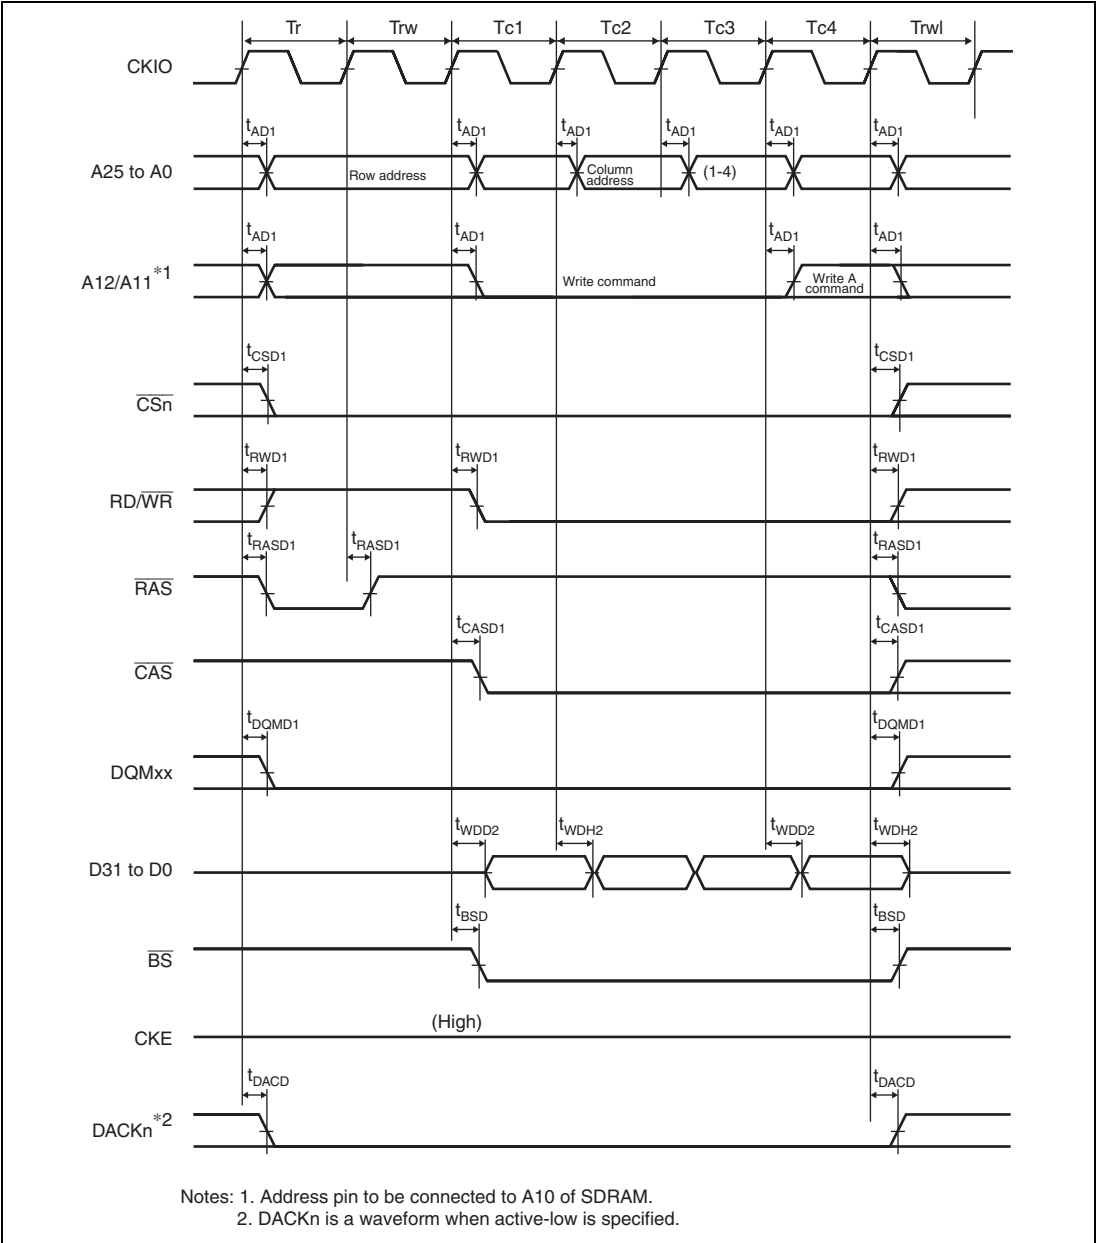 Tr Trw Tc1 Tc2 Tc3 Tc4 Trwl
CKIO
tAD1 tAD1 tAD1 tAD1 tAD1 tAD1
A25 to A0
Row address
Column
address
(1-4)
tAD1 tAD1 tAD1 tAD1
A12/A11*1
Write command
Write A
command
tCSD1 tCSD1
CSn
tRWD1 tRWD1 tRWD1
RD/WR
tRASD1 tRASD1 tRASD1
RAS
tCASD1 tCASD1
CAS
tDQMD1 tDQMD1
DQMxx
tWDD2 tWDH2 tWDD2 tWDH2
D31 to D0
tBSD tBSD
BS
(High)
CKE
tDACD tDACD
DACKn*2
Notes: 1. Address pin to be connected to A10 of SDRAM.
2. DACKn is a waveform when active-low is specified.